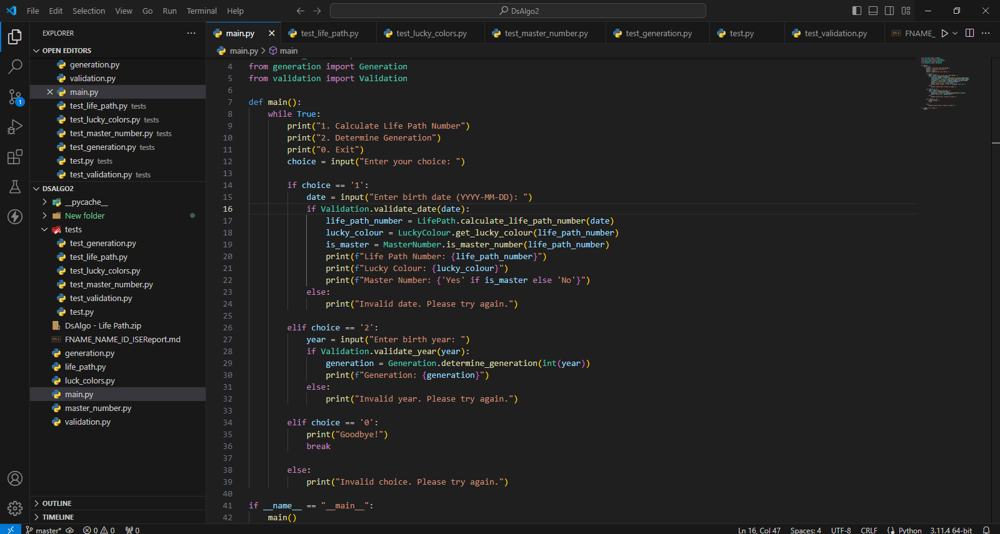 File Edit Selection View Go Run Terminal Help
DsAlgo2
EXPLORER
OPEN EDITORS
generation.py
validation.py
main.py
test_life_path.py tests
test_lucky_colors.py tests
test_master_number.py tests
test_generation.py tests
test.py tests
test_validation.py tests
DSALGO2
__pycache__
New folder
tests
test_generation.py
test_life_path.py
test_lucky_colors.py
test_master_number.py
test_validation.py
test.py
DsAlgo - Life Path.zip
FNAME_NAME_ID_ISEReport.md
generation.py
life_path.py
luck_colors.py
main.py
master_number.py
validation.py
OUTLINE
TIMELINE
1
main.py test_life_path.py test_lucky_colors.py test_master_number.py test_generation.py test.py test_validation.py FNAME_
main.py > main
4 from generation import Generation
5 from validation import Validation
6
7 def main():
8 while True:
9 print("1. Calculate Life Path Number")
10 print("2. Determine Generation")
11 print("0. Exit")
12 choice = input("Enter your choice: ")
13
14 if choice == '1':
15 date = input("Enter birth date (YYYY-MM-DD): ")
16 if Validation.validate_date(date):
17 life_path_number = LifePath.calculate_life_path_number(date)
18 lucky_colour = LuckyColour.get_lucky_colour(life_path_number)
19 is_master = MasterNumber.is_master_number(life_path_number)
20 print(f"Life Path Number: {life_path_number}")
21 print(f"Lucky Colour: {lucky_colour}")
22 print(f"Master Number: {'Yes' if is_master else 'No'}")
23 else:
24 print("Invalid date. Please try again.")
25
26 elif choice == '2':
27 year = input("Enter birth year: ")
28 if Validation.validate_year(year):
29 generation = Generation.determine_generation(int(year))
30 print(f"Generation: {generation}")
31 else:
32 print("Invalid year. Please try again.")
33
34 elif choice == '0':
35 print("Goodbye!")
36 break
37
38 else:
39 print("Invalid choice. Please try again.")
40
41 if __name__ == "__main__":
42 main()
master* 0 0 0
Ln 16, Col 47 Spaces: 4 UTF-8 CRLF Python 3.11.4 64-bit